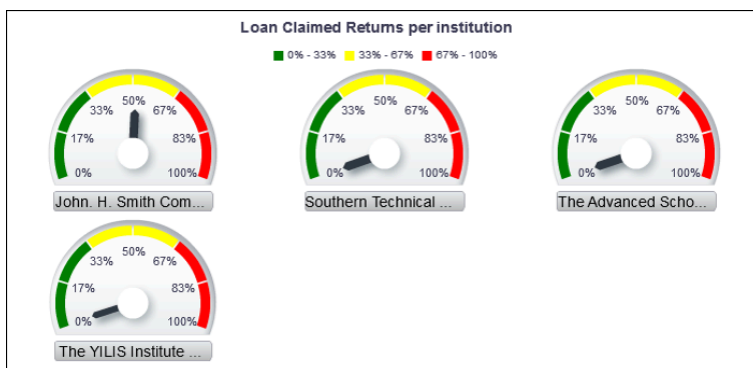 Loan Claimed Returns per institution
0% - 33% 33% - 67% 67% - 100%
0% 17% 33% 50% 67% 83% 100%
John. H. Smith Com...
0% 17% 33% 50% 67% 83% 100%
Southern Technical ...
0% 17% 33% 50% 67% 83% 100%
The Advanced Scho...
0% 17% 33% 50% 67% 83% 100%
The YILIS Institute ...